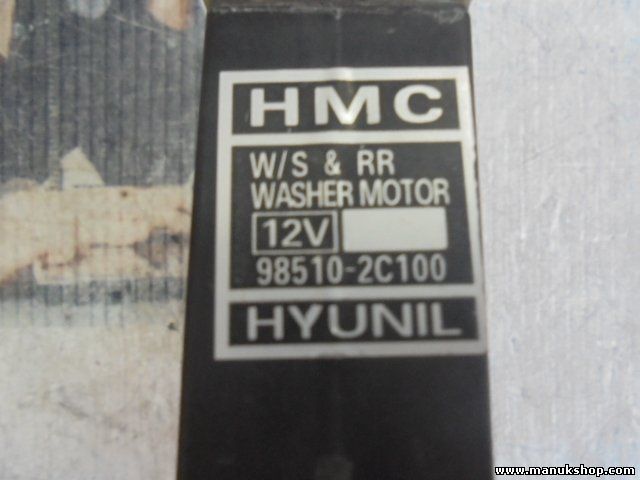 HMC
W/S & RR
WASHER MOTOR
12V
98510-2C100
HYUNIL
www.manukshop.com